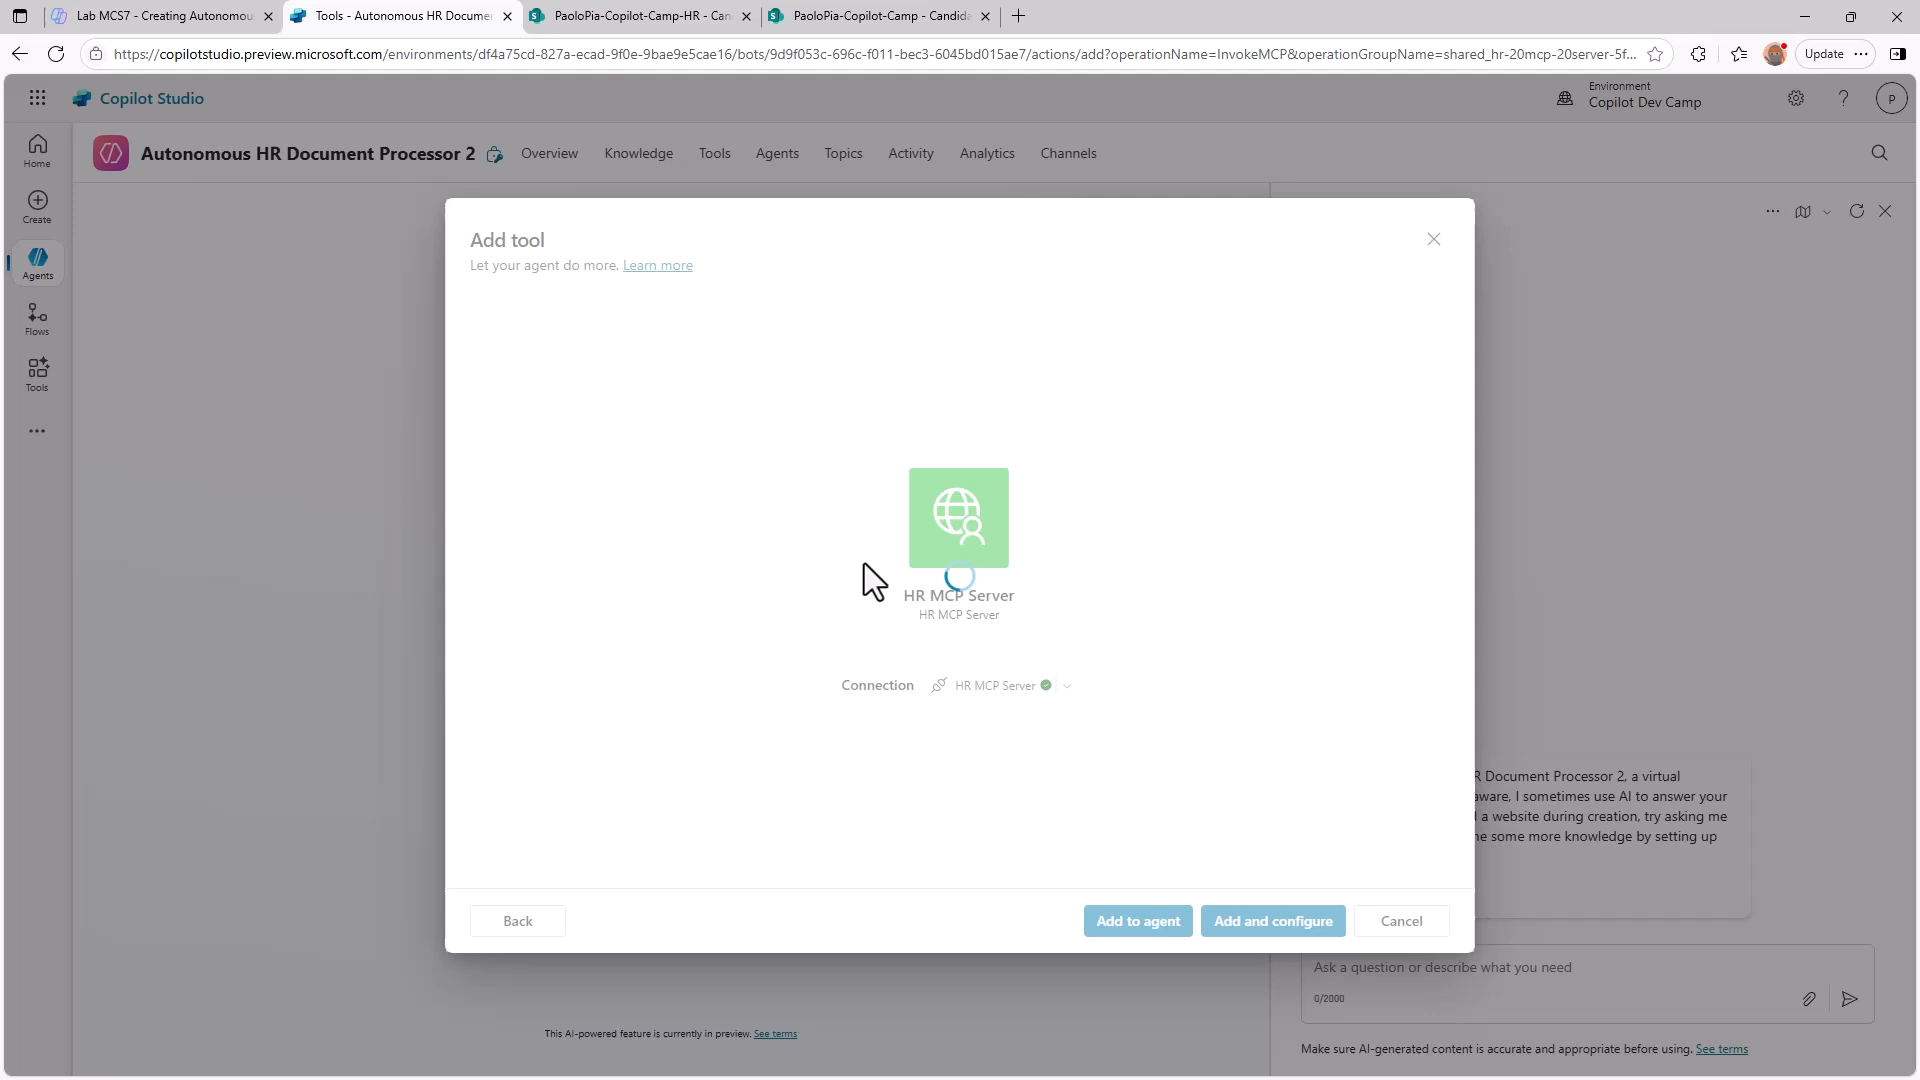 Lab MCS7 - Creating Autonomou
Tools - Autonomous HR Documen
PaoloPia-Copilot-Camp-HR - Can
PaoloPia-Copilot-Camp - Candida
https://copilotstudio.preview.microsoft.com/environments/df4a75cd-827a-ecad-9f0e-9bae9e5cae16/bots/9d9f053c-696c-f011-bec3-6045bd015ae7/actions/add?operationName=InvokeMCP&operationGroupName=shared_hr-20mcp-20server-5f...
Update
Copilot Studio
Environment
Copilot Dev Camp
P
Home
Create
Agents
Flows
Tools
Autonomous HR Document Processor 2
Overview
Knowledge
Tools
Agents
Topics
Activity
Analytics
Channels
Add tool
Let your agent do more. Learn more
HR MCP Server
HR MCP Server
Connection
HR MCP Server
Back
Add to agent
Add and configure
Cancel
R Document Processor 2, a virtual
aware, I sometimes use AI to answer your
a website during creation, try asking me
me some more knowledge by setting up
Ask a question or describe what you need
0/2000
This AI-powered feature is currently in preview. See terms
Make sure AI-generated content is accurate and appropriate before using. See terms